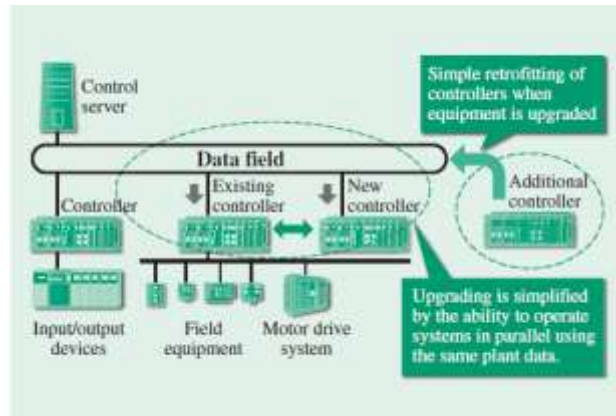 Control
server
Simple retrofitting of
controllers when
equipment is upgraded
Data field
Controller
Existing
controller
New
controller
Additional
controller
Input/output
devices
Field
equipment
Motor drive
system
Upgrading is simplified
by the ability to operate
systems in parallel using
the same plant data.